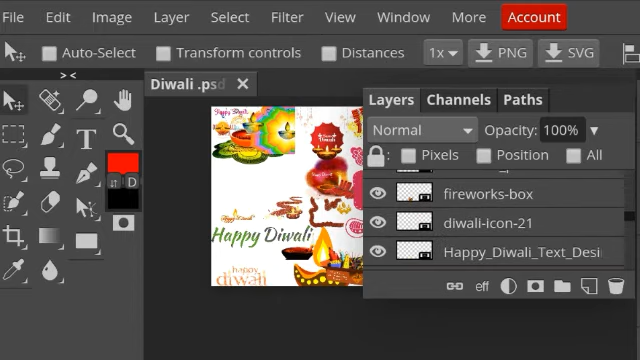 File Edit Image Layer Select Filter View Window More Account
Auto-Select Transform controls Distances 1x PNG SVG
> <
Diwali .psd
Layers Channels Paths
Normal Opacity: 100%
Pixels Position All
fireworks-box
diwali-icon-21
Happy_Diwali_Text_Desi
eff
D
Happy Diwali
happy
diwali